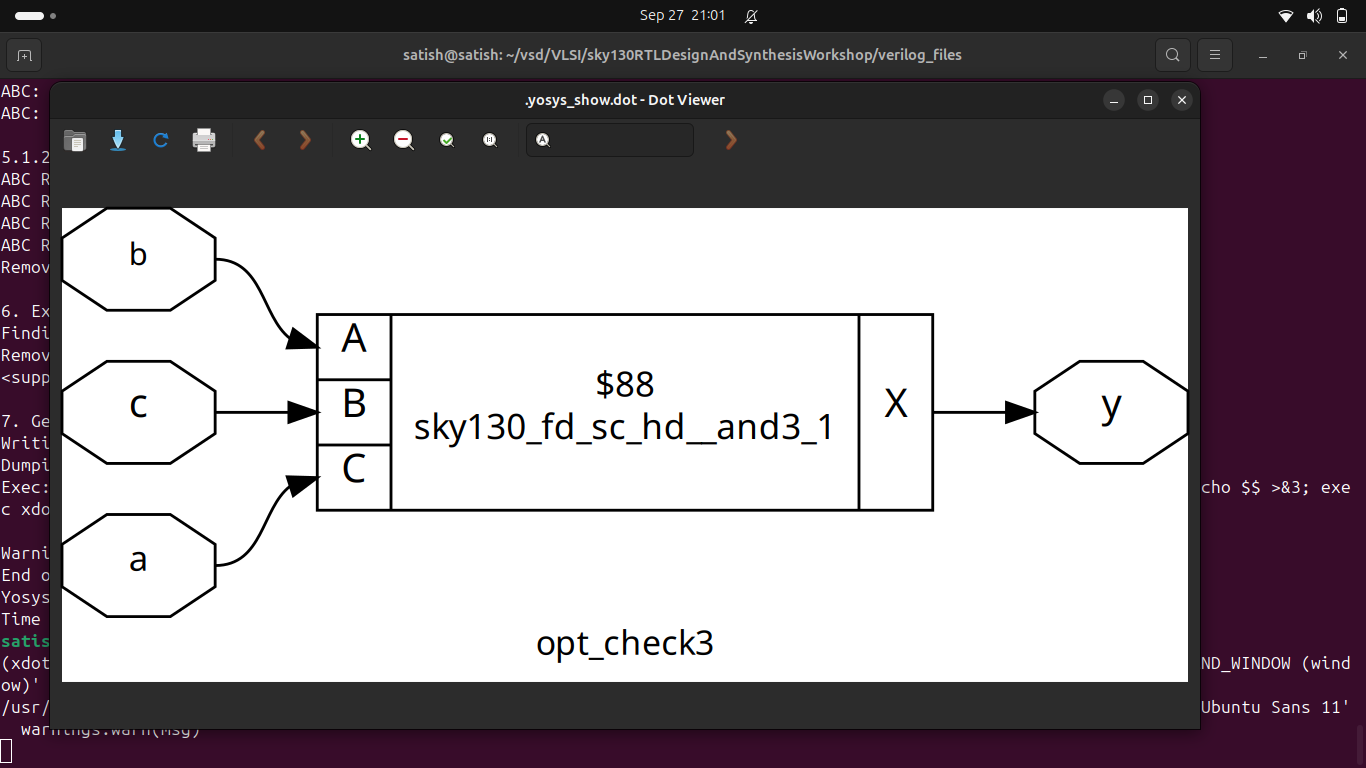 Sep 27 21:01
satish@satish: ~/vsd/VLSI/sky130RTLDesignAndSynthesisWorkshop/verilog_files
.yosys_show.dot - Dot Viewer
ABC:
ABC:
5.1.2
ABC R
ABC R
ABC R
ABC R
Remov
6. Ex
Findi
Remov
<supp
7. Ge
Writi
Dumpi
Exec: cho $$ >&3; exe
c xdo
Warni
End o
Yosys
Time
satis
(xdot ND_WINDOW (wind
ow)'
/usr/ Ubuntu Sans 11'
warnings.warn(msg)
b
c
a
A
B
C
$88
sky130_fd_sc_hd__and3_1
X
y
opt_check3